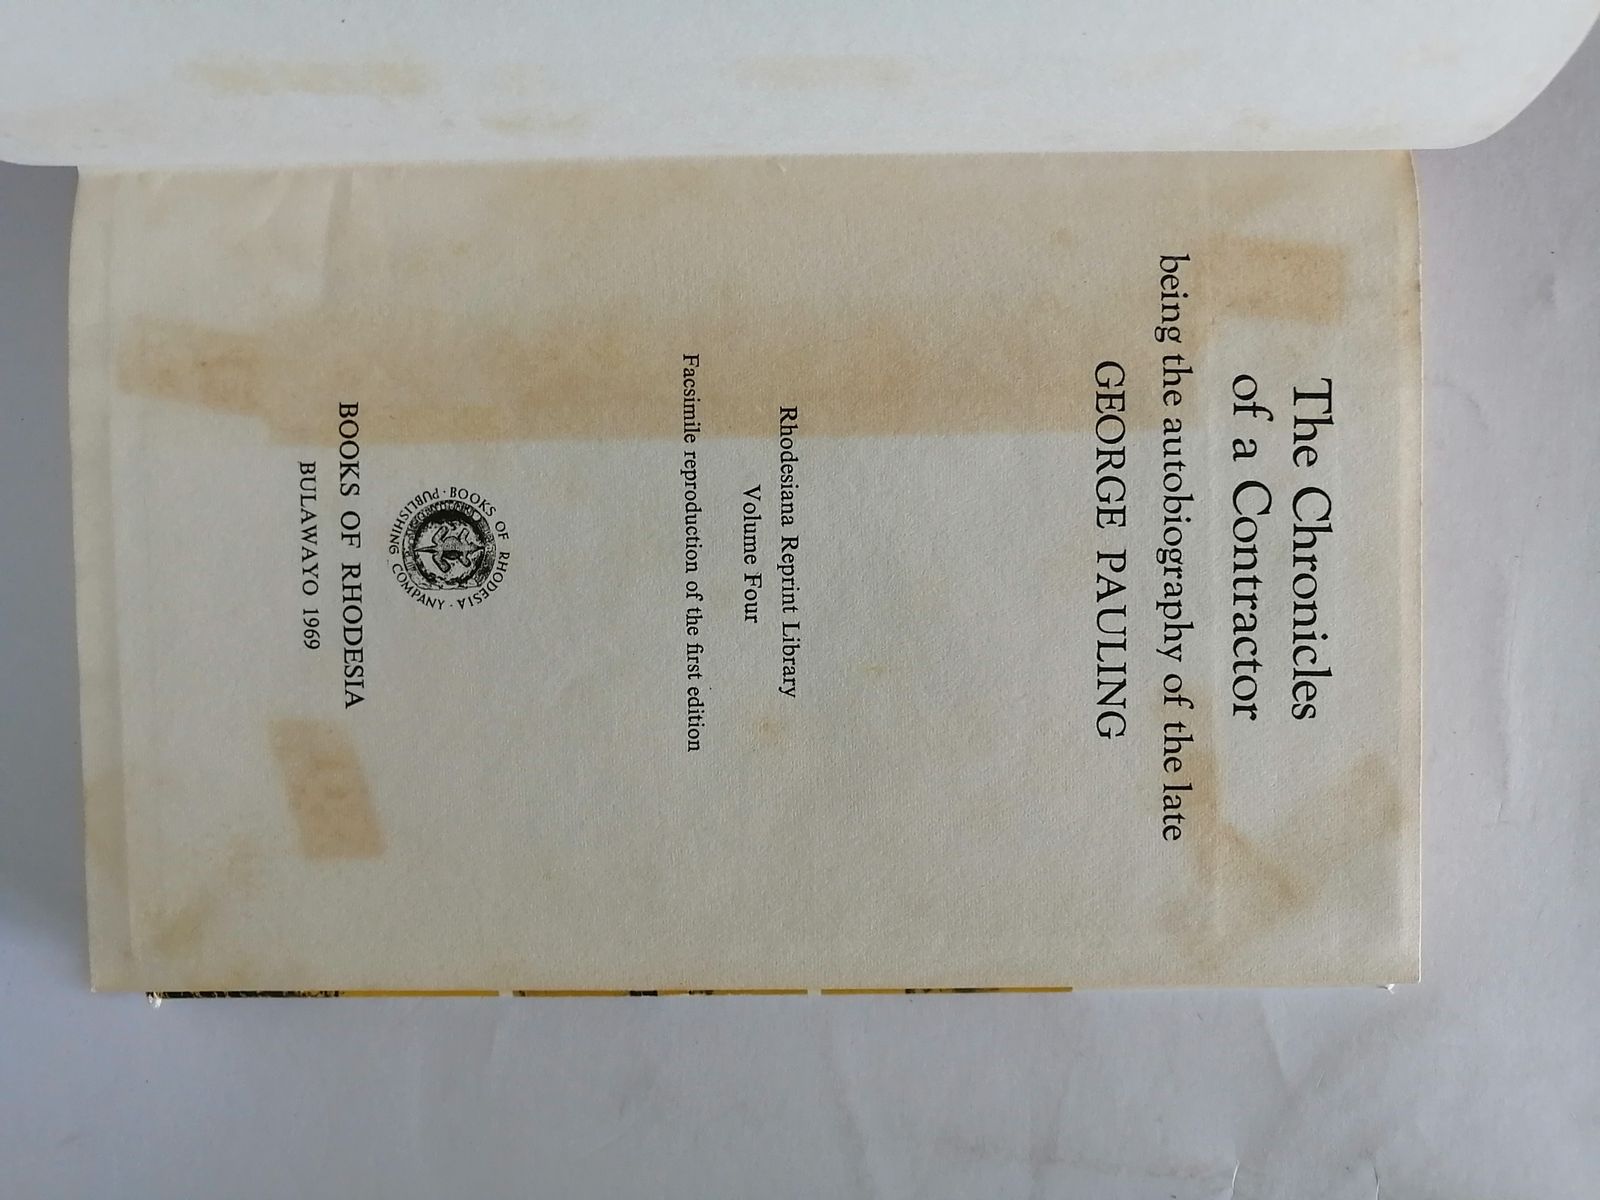 The Chronicles
of a Contractor
being the autobiography of the late
GEORGE PAULING
Rhodesiana Reprint Library
Volume Four
Facsimile reproduction of the first edition
BOOKS OF RHODESIA · PUBLISHING COMPANY ·
BOOKS OF RHODESIA
BULAWAYO 1969